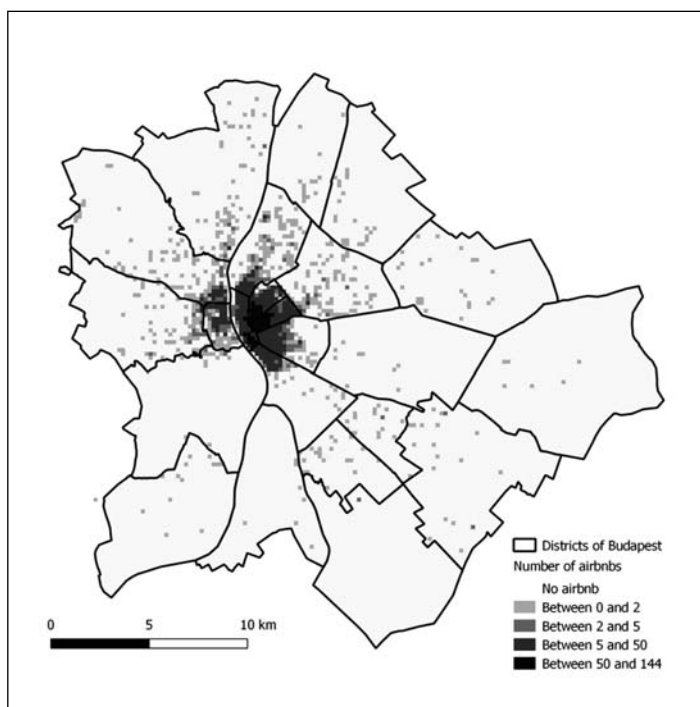 Districts of Budapest
Number of airbnbs
No airbnb
Between 0 and 2
Between 2 and 5
Between 5 and 50
Between 50 and 144
0 5 10 km